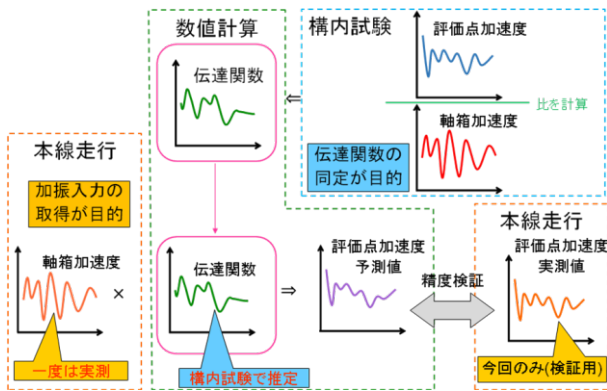 数値計算
伝達関数
⇐
構内試験
評価点加速度
比を計算
軸箱加速度
伝達関数の
同定が目的
本線走行
加振入力の
取得が目的
軸箱加速度
×
一度は実測
伝達関数
構内試験で推定
⇒
評価点加速度
予測値
精度検証
本線走行
評価点加速度
実測値
今回のみ(検証用)